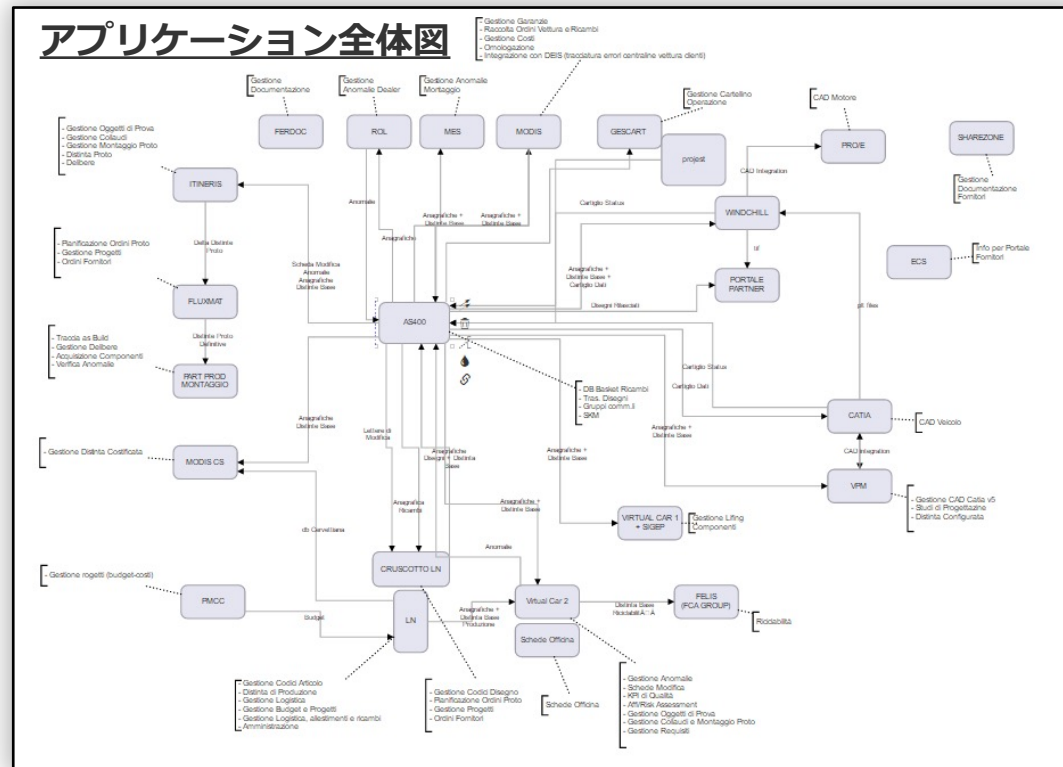 アプリケーション全体図
- Gestione Garanzie
- Raccolta Ordini Vettura e Ricambi
- Gestione Costi
- Omologazione
- Integrazione con DEIS (tracciatura errori centraline vettura clienti)
Gestione
Documentazione
Gestione
Anomalie Dealer
Gestione Anomalie
Montaggio
Gestione Cartellino
Operazione
CAD Motore
FERDOC
ROL
MES
MODIS
GESCART
projest
PRO/E
SHAREZONE
- Gestione Oggetti di Prova
- Gestione Collaudi
- Gestione Montaggio Proto
- Distinta Proto
- Delibere
ITINERIS
Anomalie
Anagrafiche
Anagrafiche +
Distinte Base
Anagrafiche +
Distinte Base
Cartiglio Status
CAD Integration
WINDCHILL
Gestione
Documentazione
Fornitori
- Pianificazione Ordini Proto
- Gestione Progetti
- Ordini Fornitori
Delta Distinte
Proto
Scheda Modifica
Anomalie
Anagrafiche
Distinte Base
Anagrafiche +
Distinte Base +
Cartiglio Dati
PORTALE
PARTNER
ECS
Info per Portale
Fornitori
FLUXMAT
Disegni Rilasciati
AS400
- Traccia as Build
- Gestione Delibere
- Acquisizione Componenti
- Verifica Anomalie
Distinte Proto
Definitive
PART PROD
MONTAGGIO
Cartiglio Status
Cartiglio Dati
- DB Basket Ricambi
- Tras. Disegni
- Gruppi comm.li
- SKM
CATIA
CAD Veicolo
Anagrafiche
Distinte Base
Lettere di
Modifica
Anagrafiche
Disegni + Distinta
Base
Anagrafiche +
Distinte Base
Anagrafiche +
Distinte Base
CAD Integration
- Gestione Distinta Costificata
MODIS CS
VPM
- Gestione CAD Catia v5
- Studi di Progettazine
- Distinta Configurata
Anagrafica
Ricambi
Anagrafiche +
Distinte Base
VIRTUAL CAR 1
+ SIGEP
Gestione Lifing
Componenti
db Carvettiana
Anomalie
- Gestione rogetti (budget-costi)
CRUSCOTTO LN
PMCC
Budget
LN
Anagrafiche +
Distinta Base
Produzione
Virtual Car 2
Distinta Base
FELIS
(FCA GROUP)
Riciclabilità
Schede Officina
- Gestione Codici Articolo
- Distinta di Produzione
- Gestione Logistica
- Gestione Budget e Progetti
- Gestione Logistica, allestimenti e ricambi
- Amministrazione
- Gestione Codici Disegno
- Planificazione Ordini Proto
- Gestione Progetti
- Ordini Fornitori
Schede Officina
- Gestione Anomalie
- Schede Modifica
- KPI di Qualità
- Aff/Risk Assessment
- Gestione Oggetti di Prova
- Gestione Collaudi e Montaggio Proto
- Gestione Requisiti